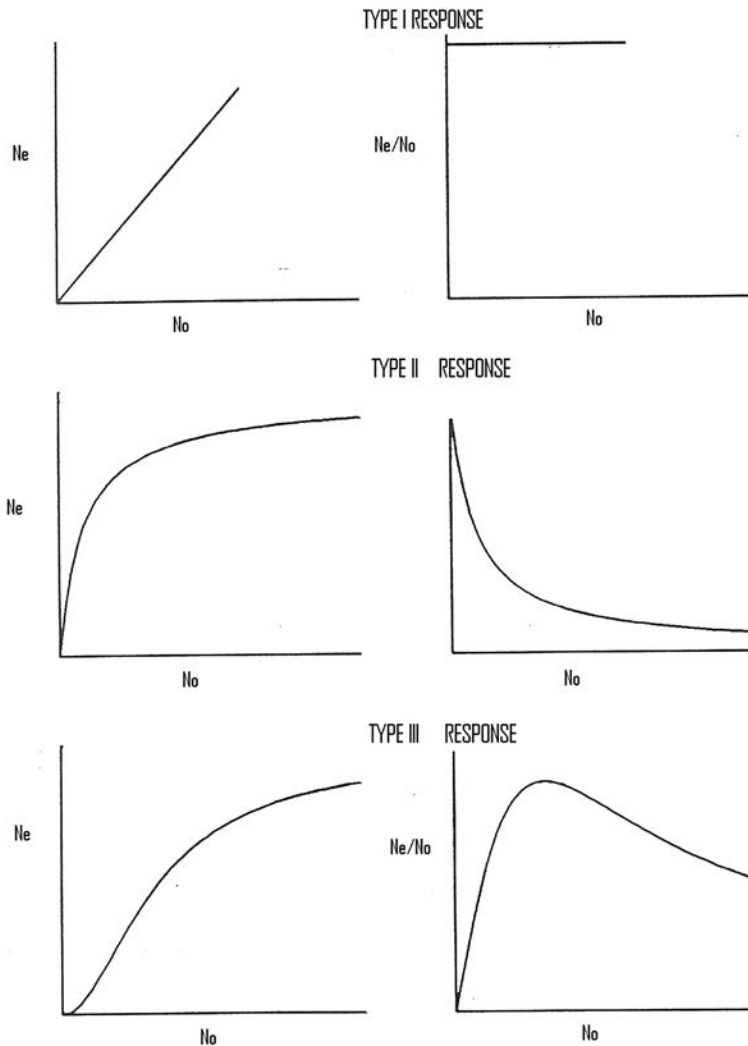 TYPE I RESPONSE
Ne
Ne/No
No
No
TYPE II RESPONSE
Ne
No
No
TYPE III RESPONSE
Ne
Ne/No
No
No